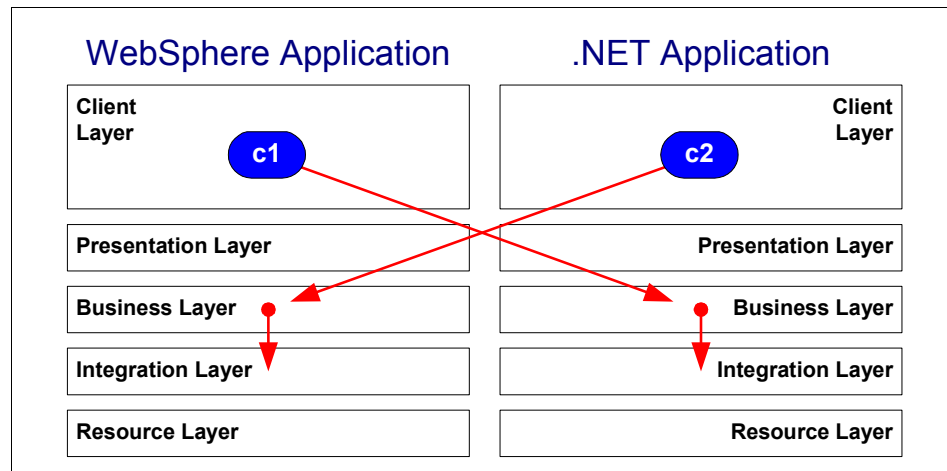 WebSphere Application
.NET Application
Client
Layer
c1
Client
Layer
c2
Presentation Layer
Presentation Layer
Business Layer
Business Layer
Integration Layer
Integration Layer
Resource Layer
Resource Layer